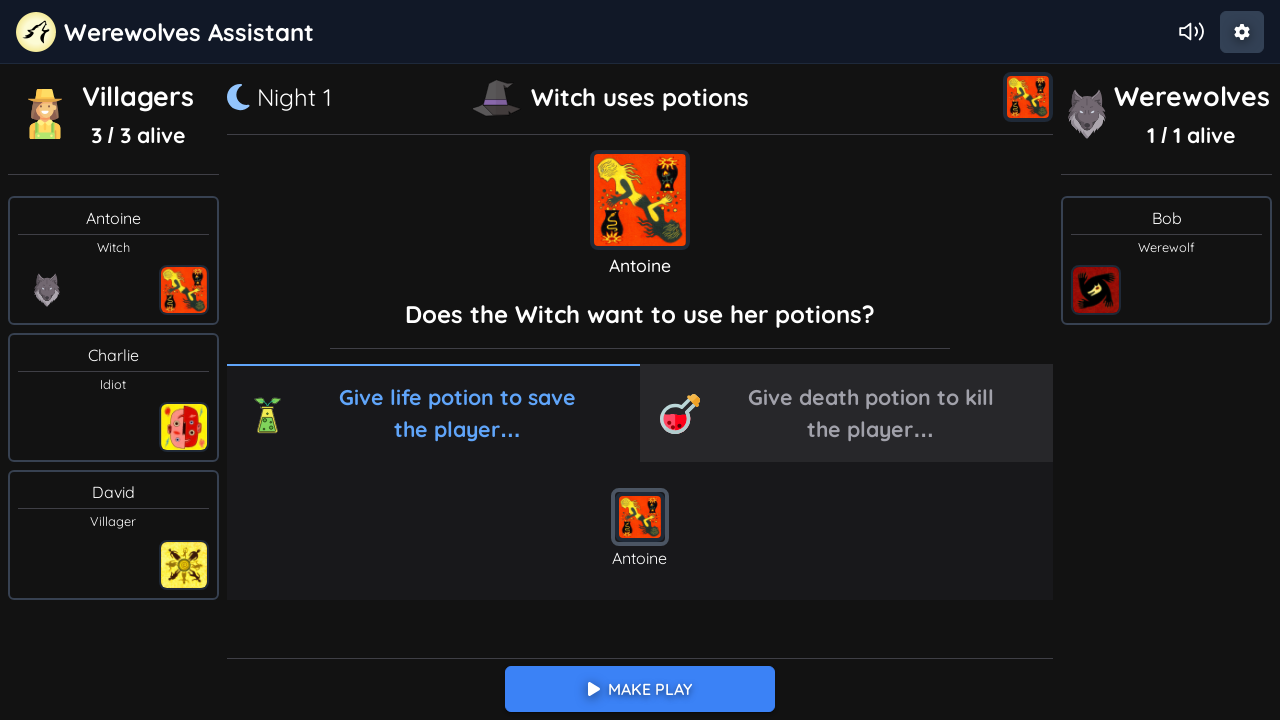 Werewolves Assistant
Villagers
3 / 3 alive
Night 1
Witch uses potions
Werewolves
1 / 1 alive
Antoine
Witch
Charlie
Idiot
David
Villager
Antoine
Does the Witch want to use her potions?
Give life potion to save
the player...
Give death potion to kill
the player...
Antoine
MAKE PLAY
Bob
Werewolf